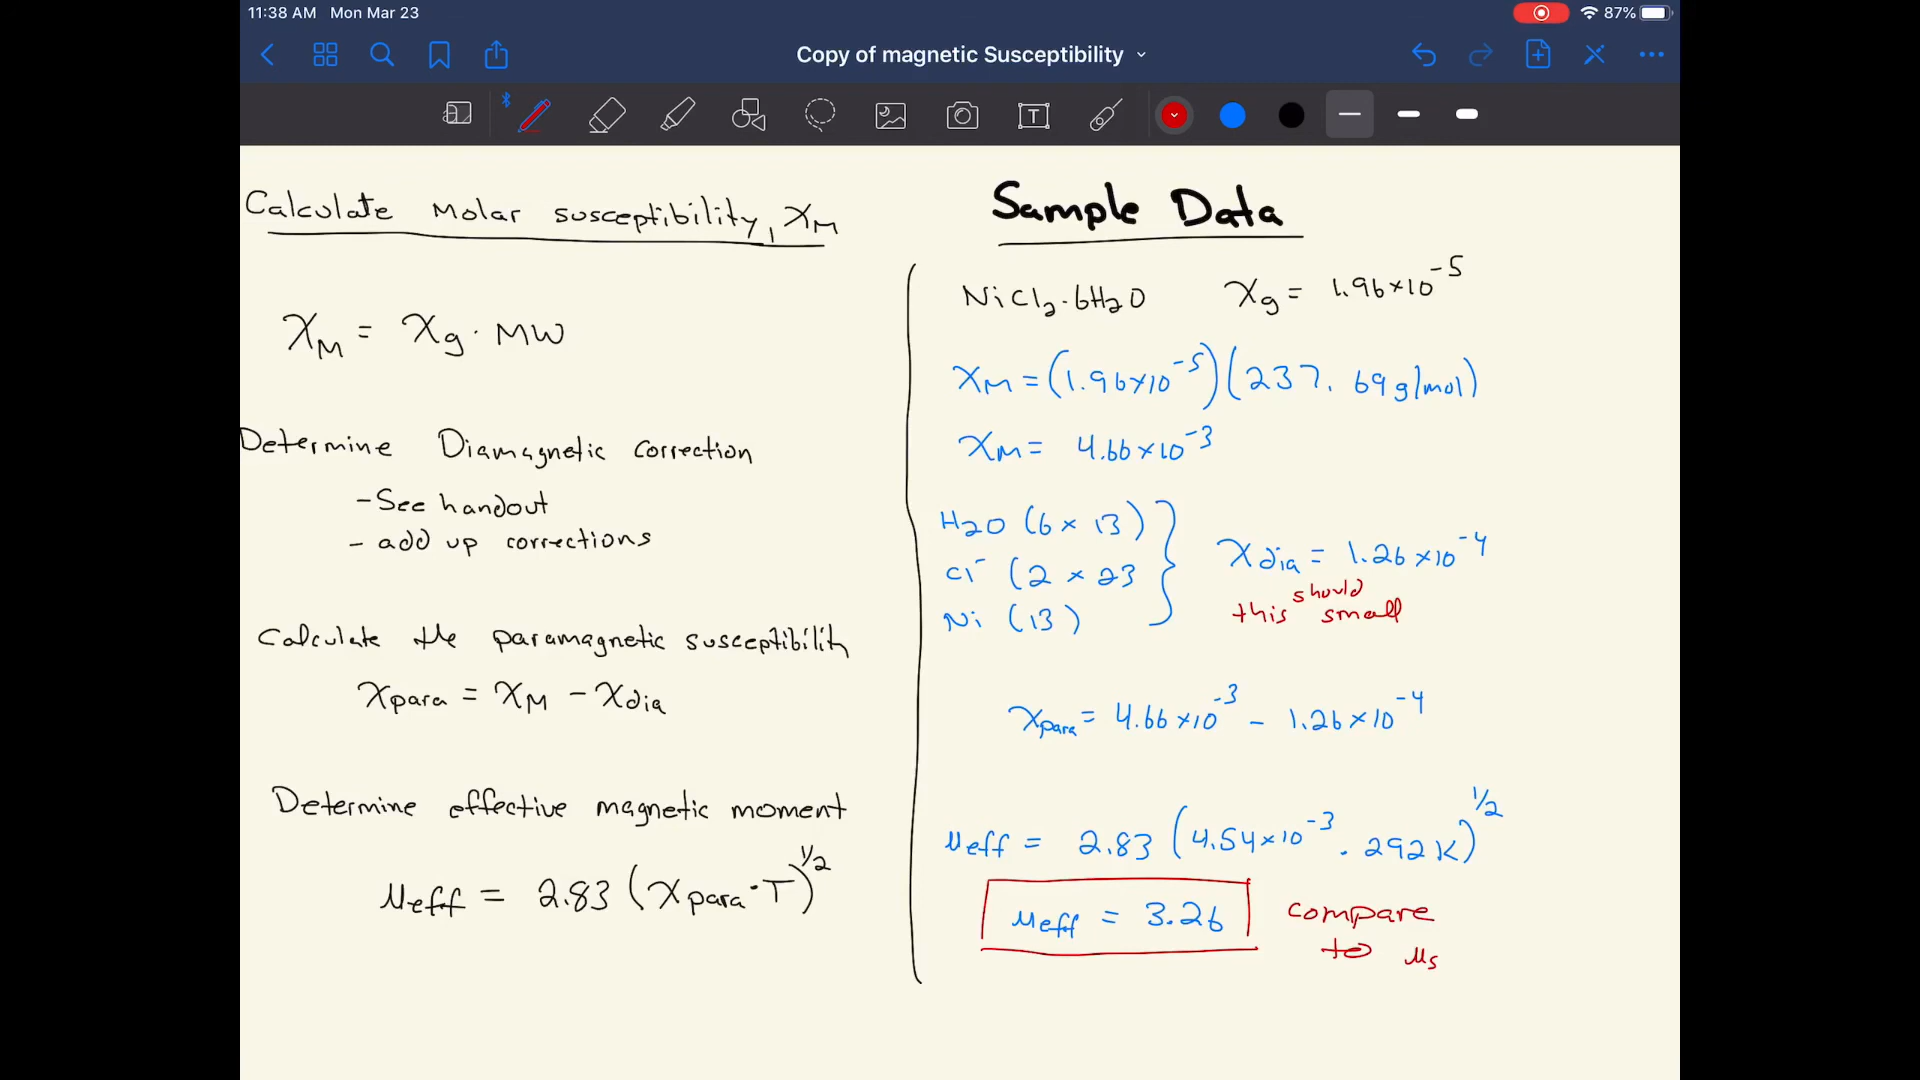 11:38 AM Mon Mar 23
87%
Copy of magnetic Susceptibility
T
Calculate Molar susceptibility, χM
χM = χg · MW
Determine Diamagnetic correction
- See handout
- add up corrections
Calculate the paramagnetic susceptibility
χpara = χM - χdia
Determine effective magnetic moment
μeff = 2.83 (χpara · T)^1/2
Sample Data
NiCl2·6H2O χg = 1.96×10^-5
χM = (1.96×10^-5)(237.69g/mol)
χM = 4.66×10^-3
H2O (6 × 13)
Cl^- (2 × 23
Ni (13)
χdia = 1.26×10^-4
this should small
χpara = 4.66×10^-3 - 1.26×10^-4
μeff = 2.83 (4.54×10^-3 · 292K)^1/2
μeff = 3.26
compare
to μs